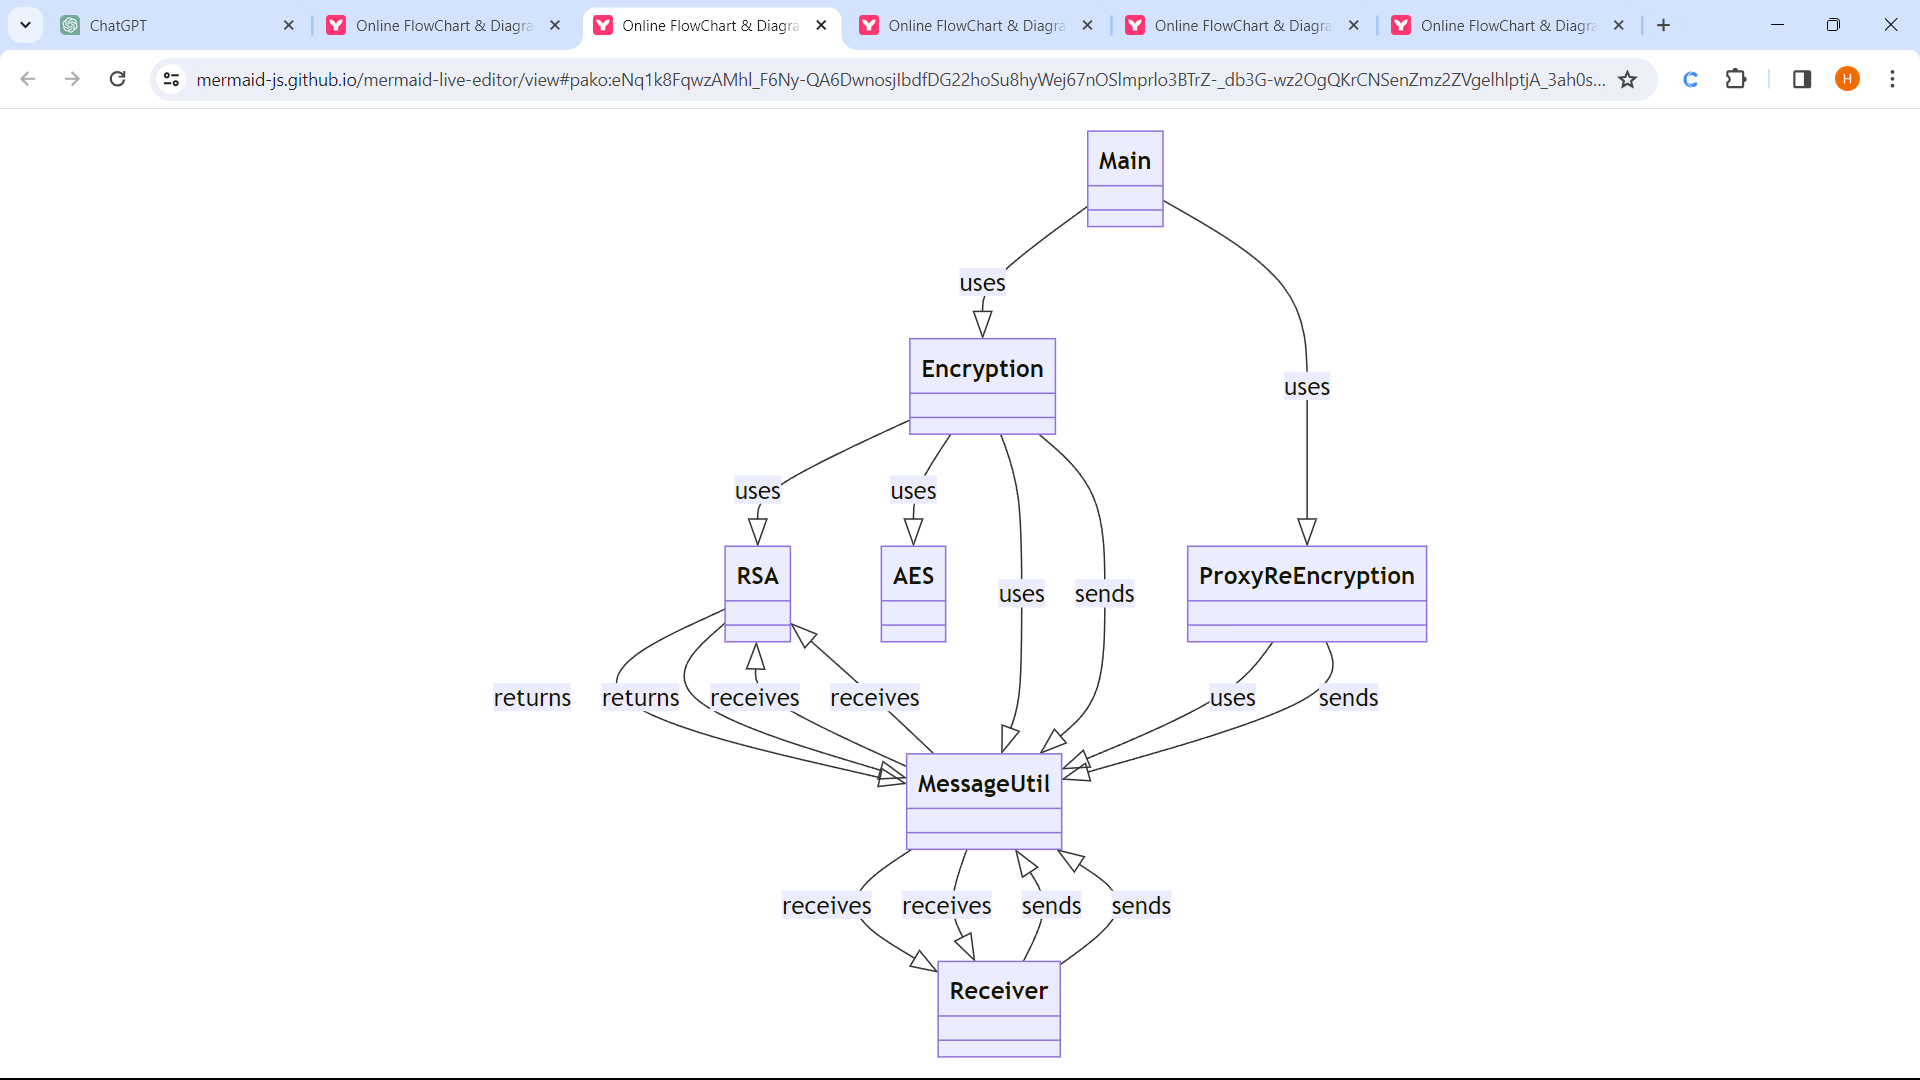 ChatGPT
Online FlowChart & Diagra
Online FlowChart & Diagra
Online FlowChart & Diagra
Online FlowChart & Diagra
Online FlowChart & Diagra
mermaid-js.github.io/mermaid-live-editor/view#pako:eNq1k8FqwzAMhl_F6Ny-QA6DwnosjIbdfDG22hoSu8hyWej67nOSlmprlo3BTrZ-_db3G-wz2OgQKrCNSenZmz2ZVgelhlptjA_3ah0s...
H
Main
uses
Encryption
uses
uses
uses
RSA
AES
uses
sends
ProxyReEncryption
returns
returns
receives
receives
uses
sends
MessageUtil
receives
receives
sends
sends
Receiver